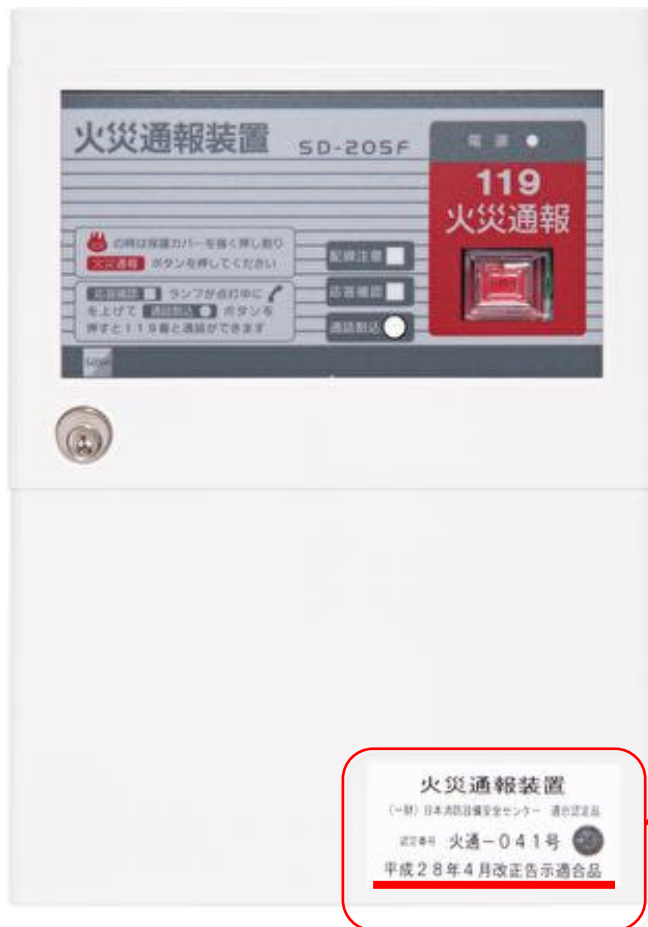 火災通報装置 SD-20SF
電源
119
火災通報
の時は保護カバーを強く押し割り
火災通報 ボタンを押してください
応答確認 ランプが点灯中に
を上げて 通話割込 ボタンを
押すと119番と通話ができます
配線注意
応答確認
通話割込
火災通報装置
(一財)日本消防設備安全センター 適合認定品
認定番号 火通-041号
平成28年4月改正告示適合品